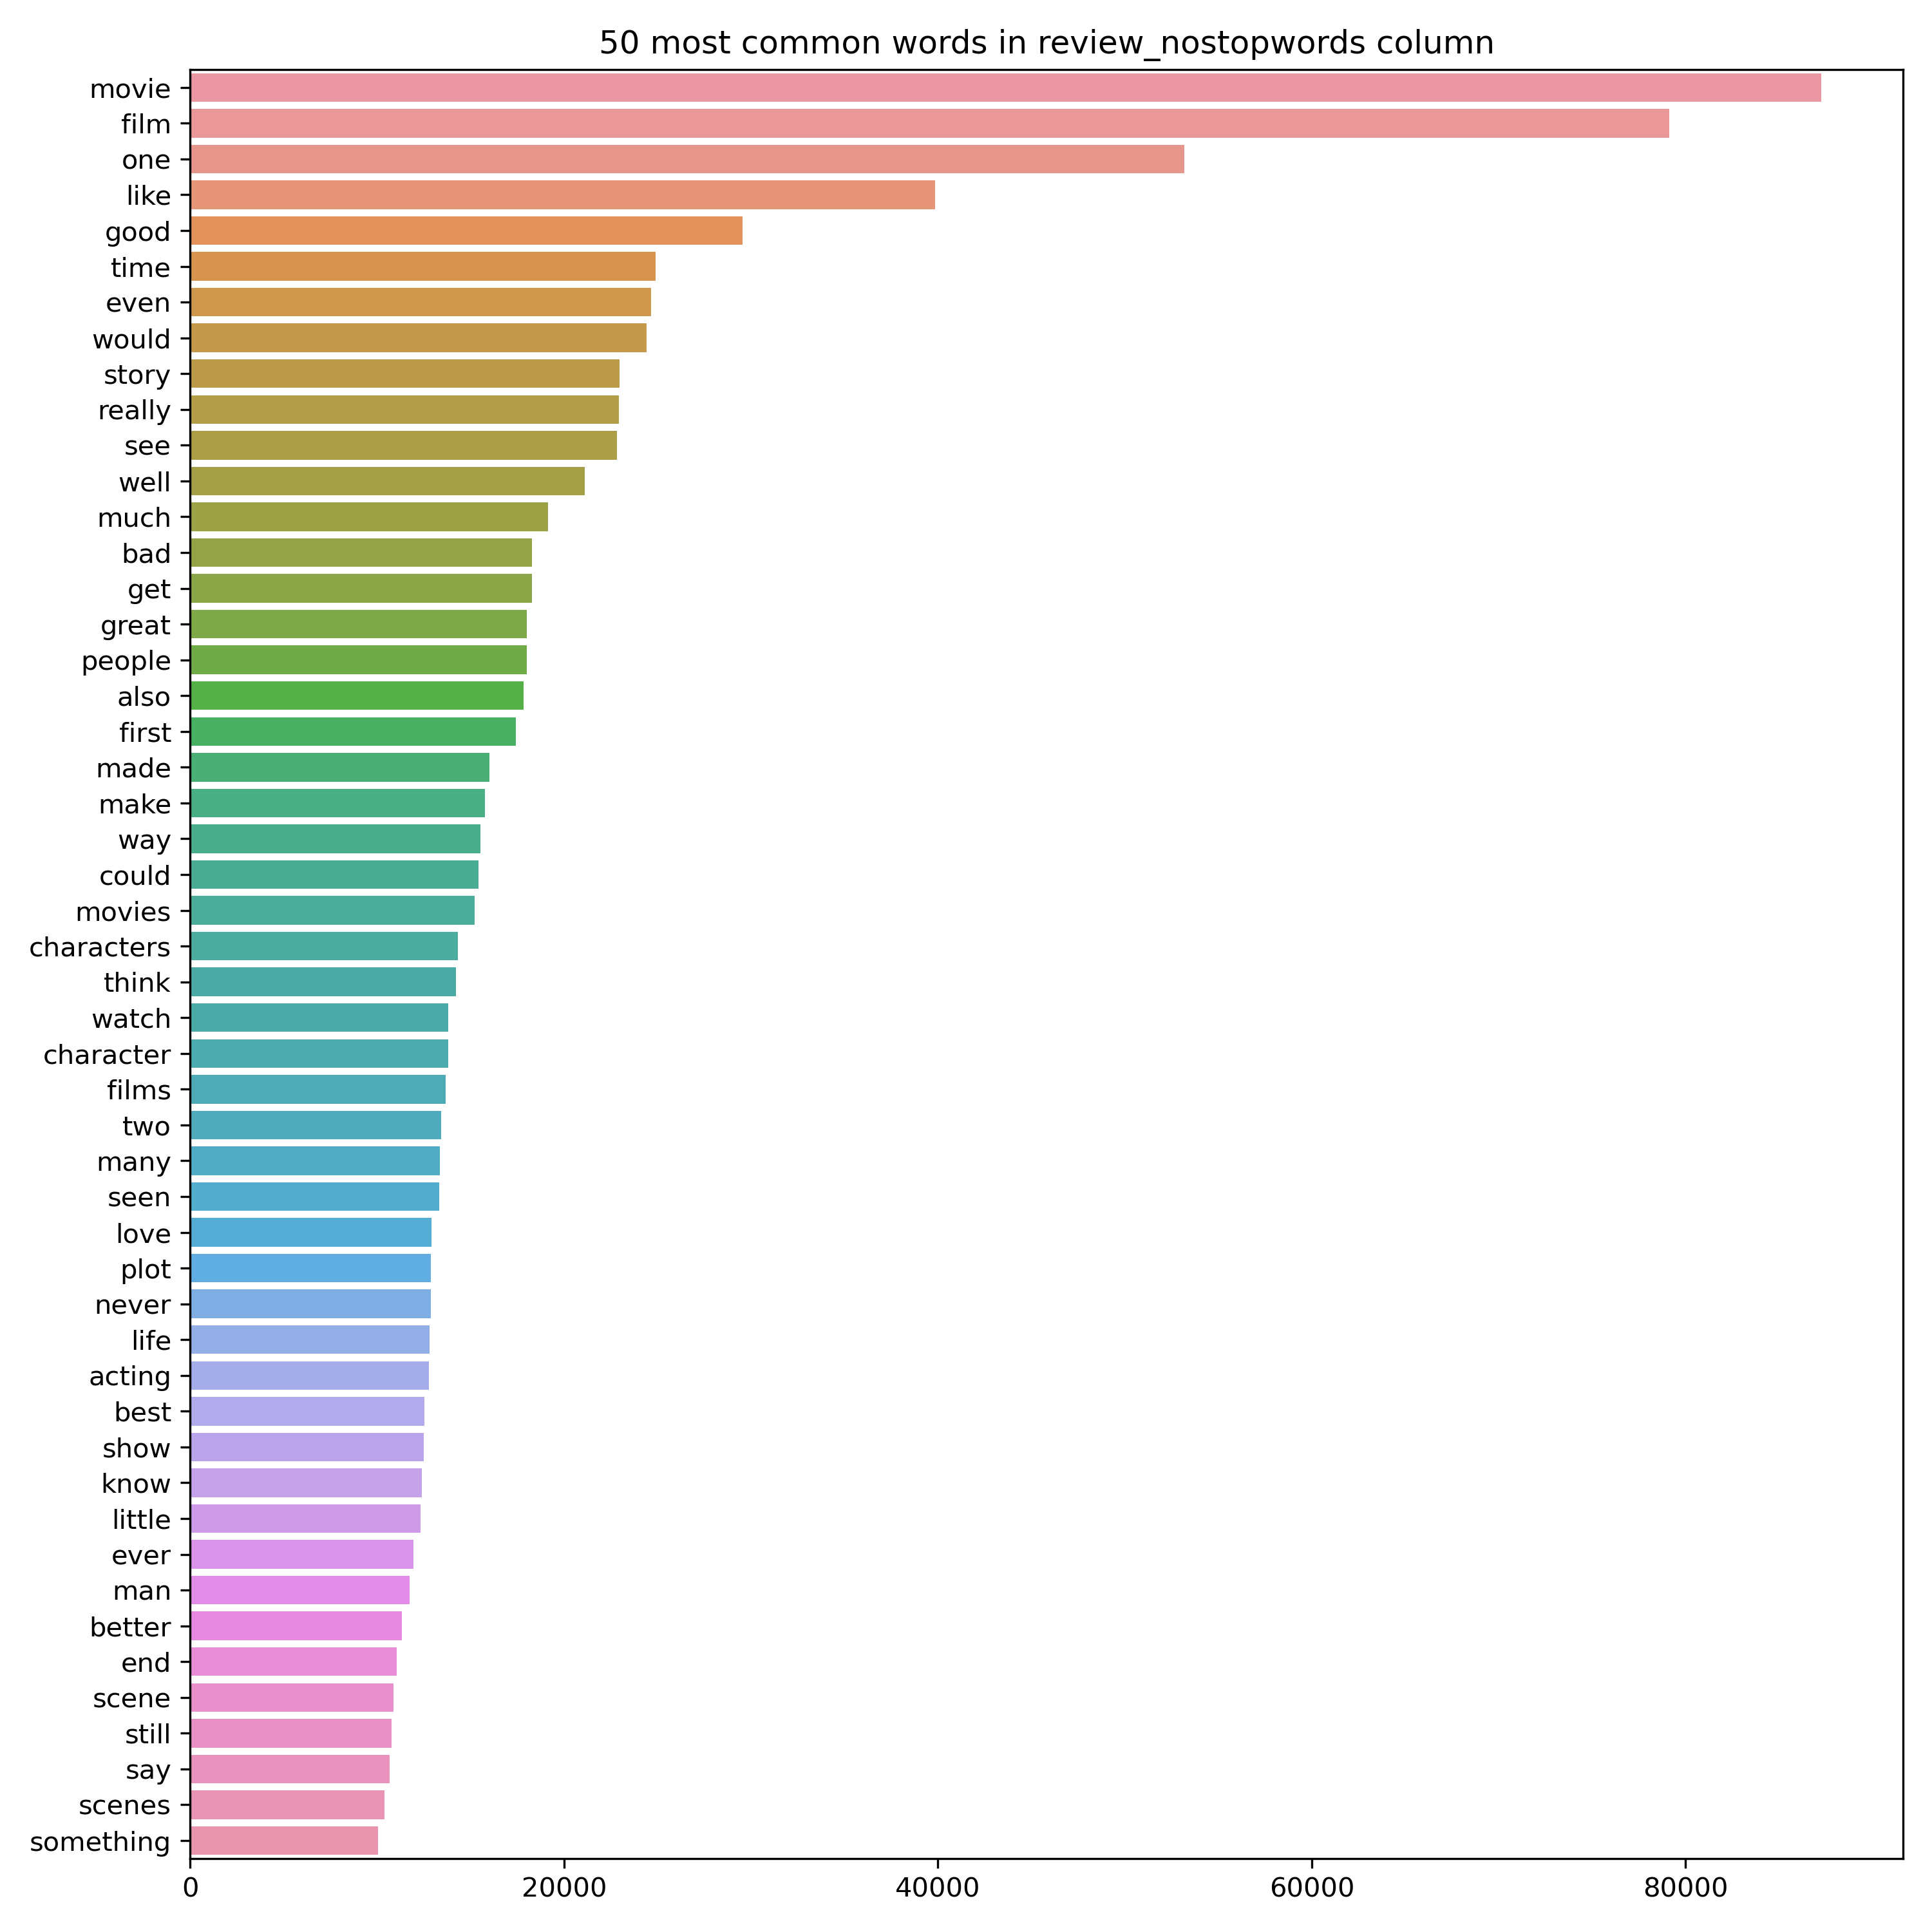 50 most common words in review_nostopwords column
movie
film
one
like
good
time
even
would
story
really
see
well
much
bad
get
great
people
also
first
made
make
way
could
movies
characters
think
watch
character
films
two
many
seen
love
plot
never
life
acting
best
show
know
little
ever
man
better
end
scene
still
say
scenes
something
0 20000 40000 60000 80000